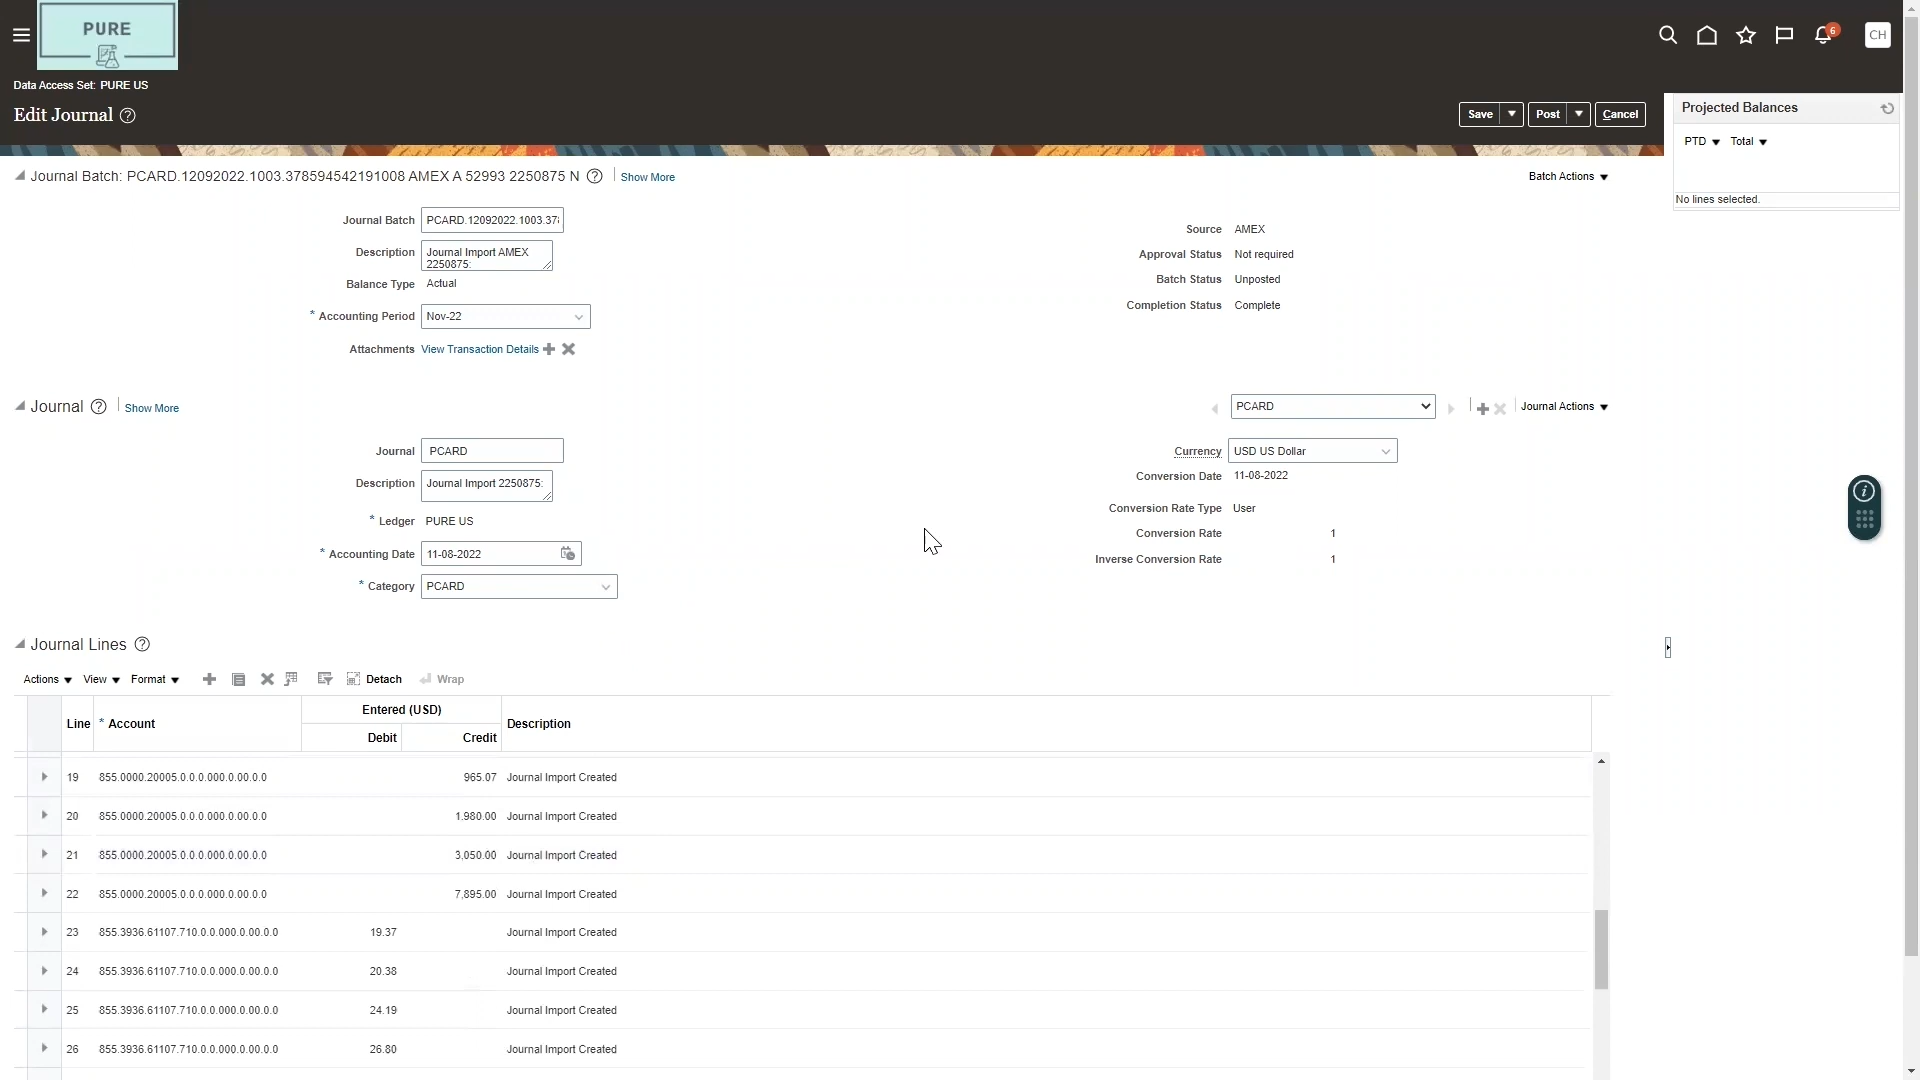 PURE
6
CH
Data Access Set: PURE US
Edit Journal
Save
Post
Cancel
Projected Balances
PTD Total
No lines selected.
Journal Batch: PCARD.12092022.1003.378594542191008 AMEX A 52993 2250875 N
Show More
Batch Actions
Journal Batch PCARD.12092022.1003.37
Description Journal Import AMEX
2250875:
Balance Type Actual
* Accounting Period Nov-22
Attachments View Transaction Details
Source AMEX
Approval Status Not required
Batch Status Unposted
Completion Status Complete
Journal
Show More
PCARD
Journal Actions
Journal PCARD
Description Journal Import 2250875:
* Ledger PURE US
* Accounting Date 11-08-2022
* Category PCARD
Currency USD US Dollar
Conversion Date 11-08-2022
Conversion Rate Type User
Conversion Rate 1
Inverse Conversion Rate 1
Journal Lines
Actions View Format Detach Wrap
Line * Account Entered (USD) Description
Debit Credit
19 855.0000.20005.0.0.0.000.0.00.0.0 965.07 Journal Import Created
20 855.0000.20005.0.0.0.000.0.00.0.0 1,980.00 Journal Import Created
21 855.0000.20005.0.0.0.000.0.00.0.0 3,050.00 Journal Import Created
22 855.0000.20005.0.0.0.000.0.00.0.0 7,895.00 Journal Import Created
23 855.3936.61107.710.0.0.000.0.00.0.0 19.37 Journal Import Created
24 855.3936.61107.710.0.0.000.0.00.0.0 20.38 Journal Import Created
25 855.3936.61107.710.0.0.000.0.00.0.0 24.19 Journal Import Created
26 855.3936.61107.710.0.0.000.0.00.0.0 26.80 Journal Import Created